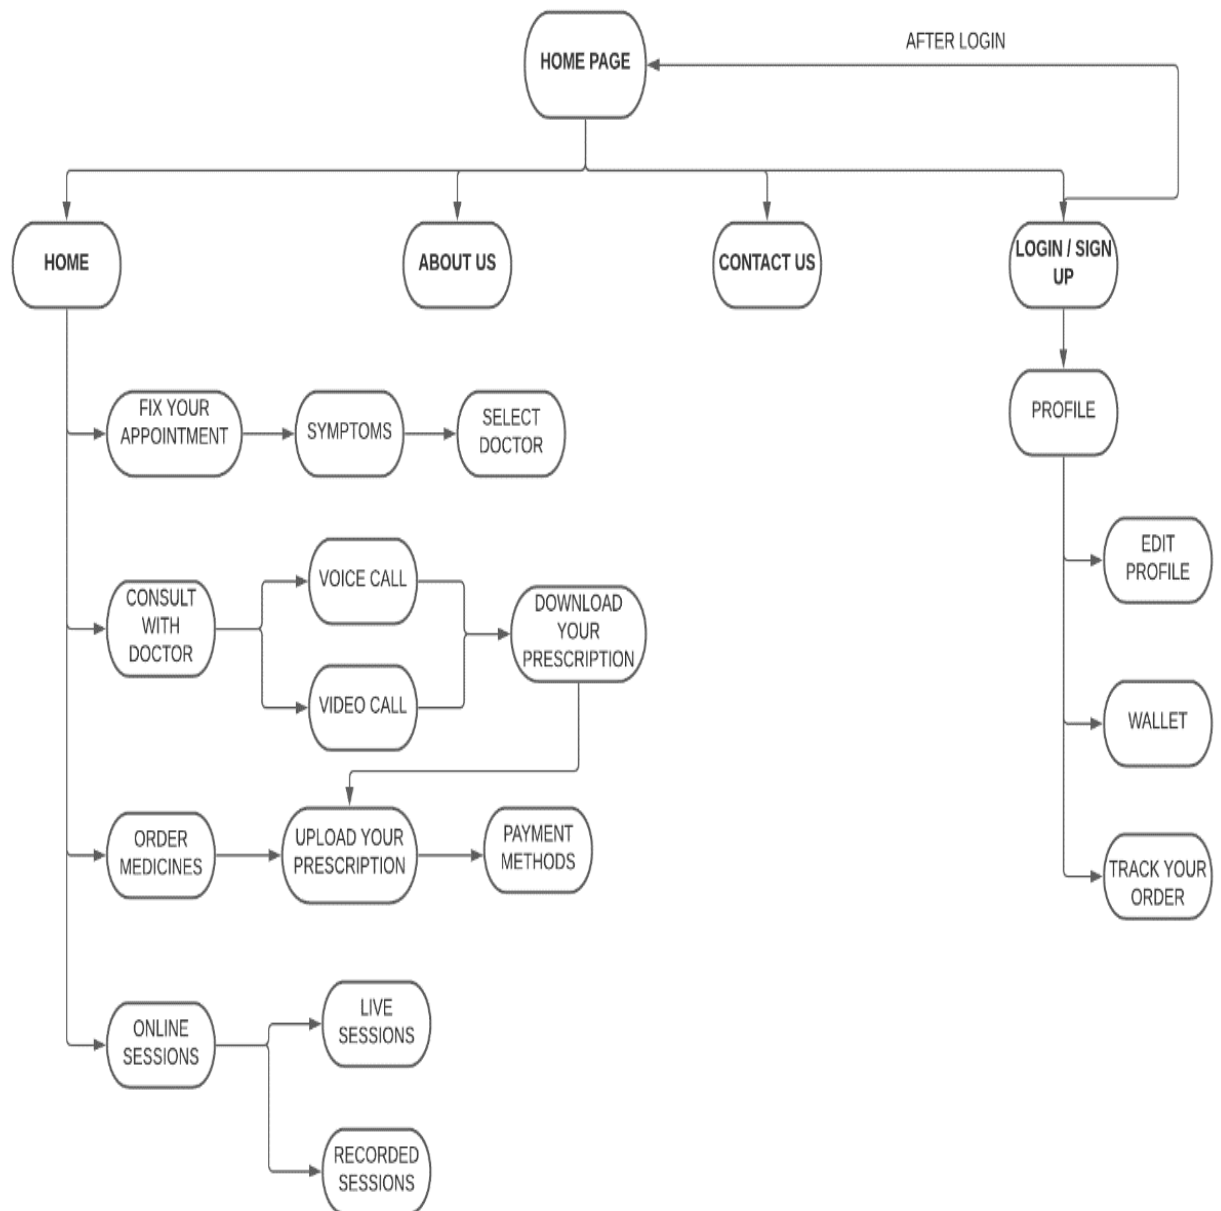 AFTER LOGIN
HOME PAGE
HOME
ABOUT US
CONTACT US
LOGIN / SIGN
UP
FIX YOUR
APPOINTMENT
SYMPTOMS
SELECT
DOCTOR
PROFILE
CONSULT
WITH
DOCTOR
VOICE CALL
VIDEO CALL
DOWNLOAD
YOUR
PRESCRIPTION
EDIT
PROFILE
WALLET
ORDER
MEDICINES
UPLOAD YOUR
PRESCRIPTION
PAYMENT
METHODS
TRACK YOUR
ORDER
ONLINE
SESSIONS
LIVE
SESSIONS
RECORDED
SESSIONS